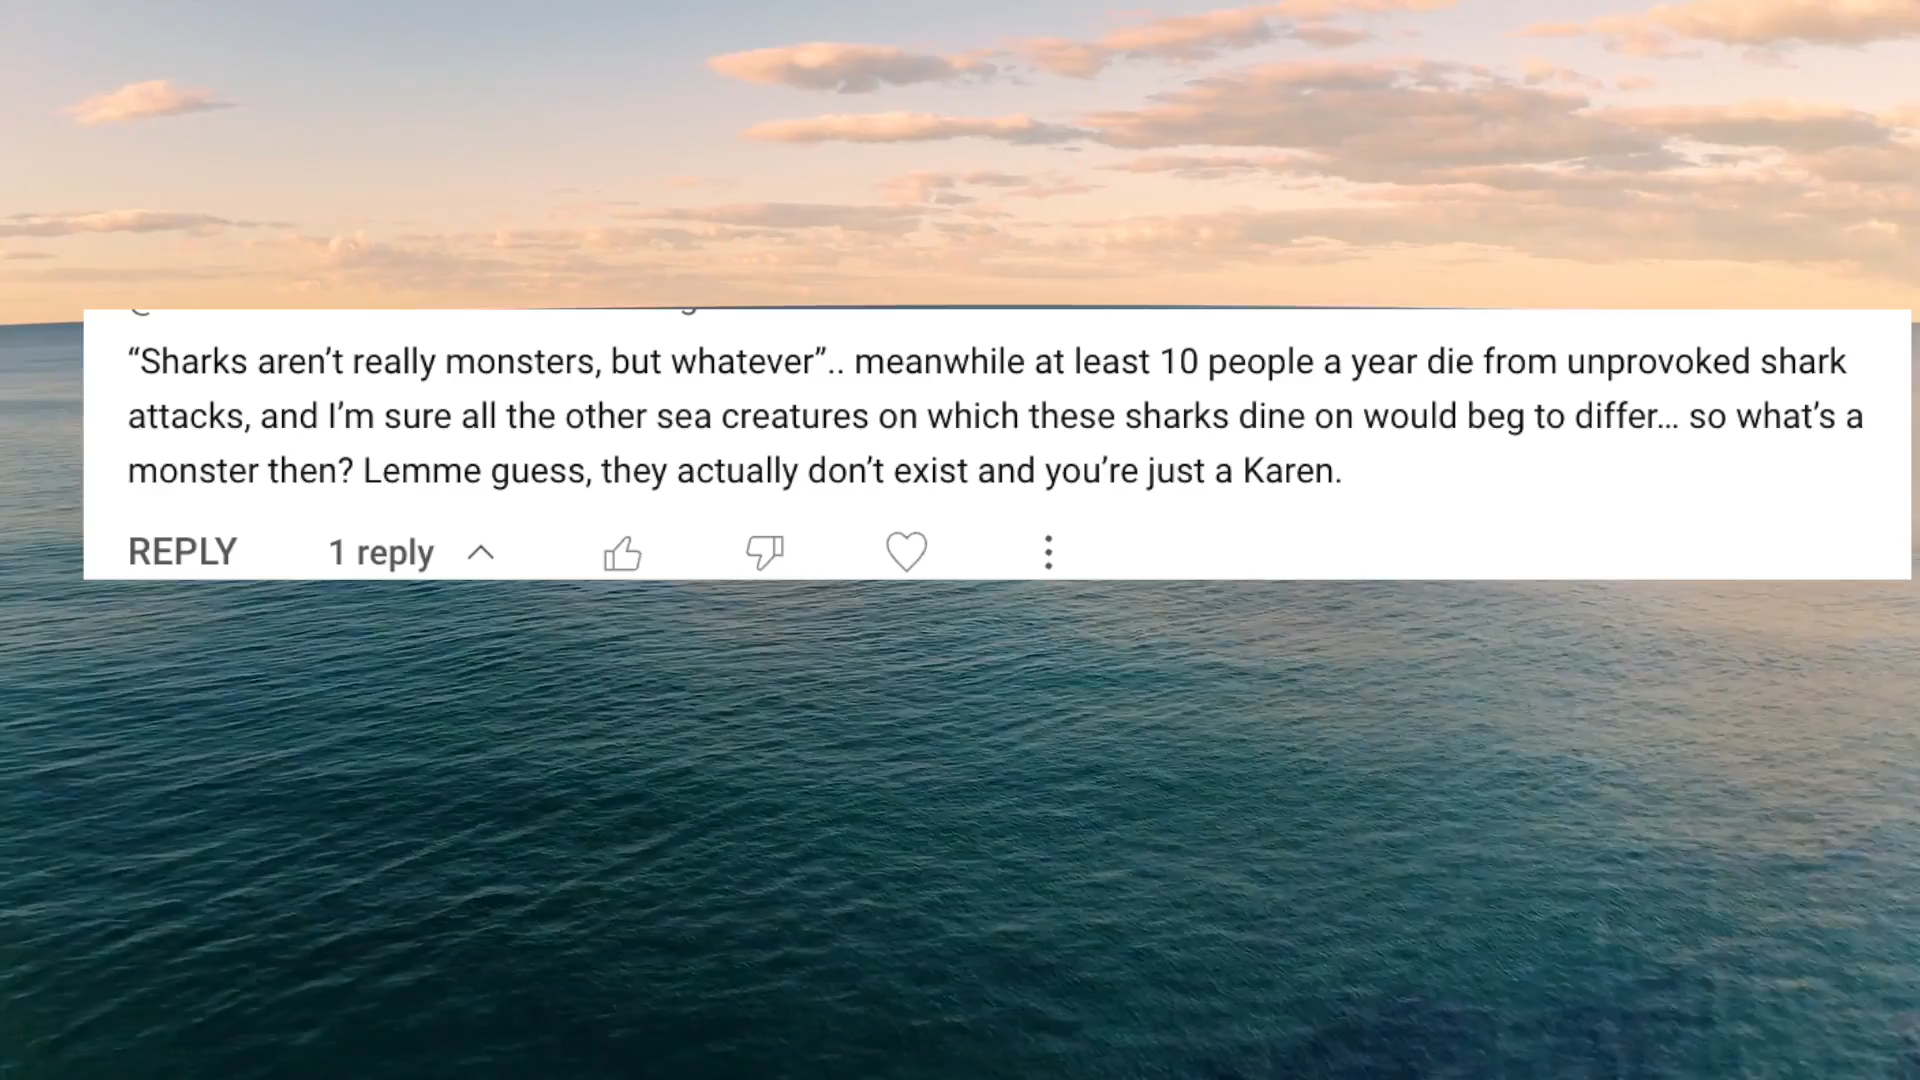 “Sharks aren’t really monsters, but whatever”.. meanwhile at least 10 people a year die from unprovoked shark
attacks, and I’m sure all the other sea creatures on which these sharks dine on would beg to differ... so what’s a
monster then? Lemme guess, they actually don’t exist and you’re just a Karen.
REPLY 1 reply